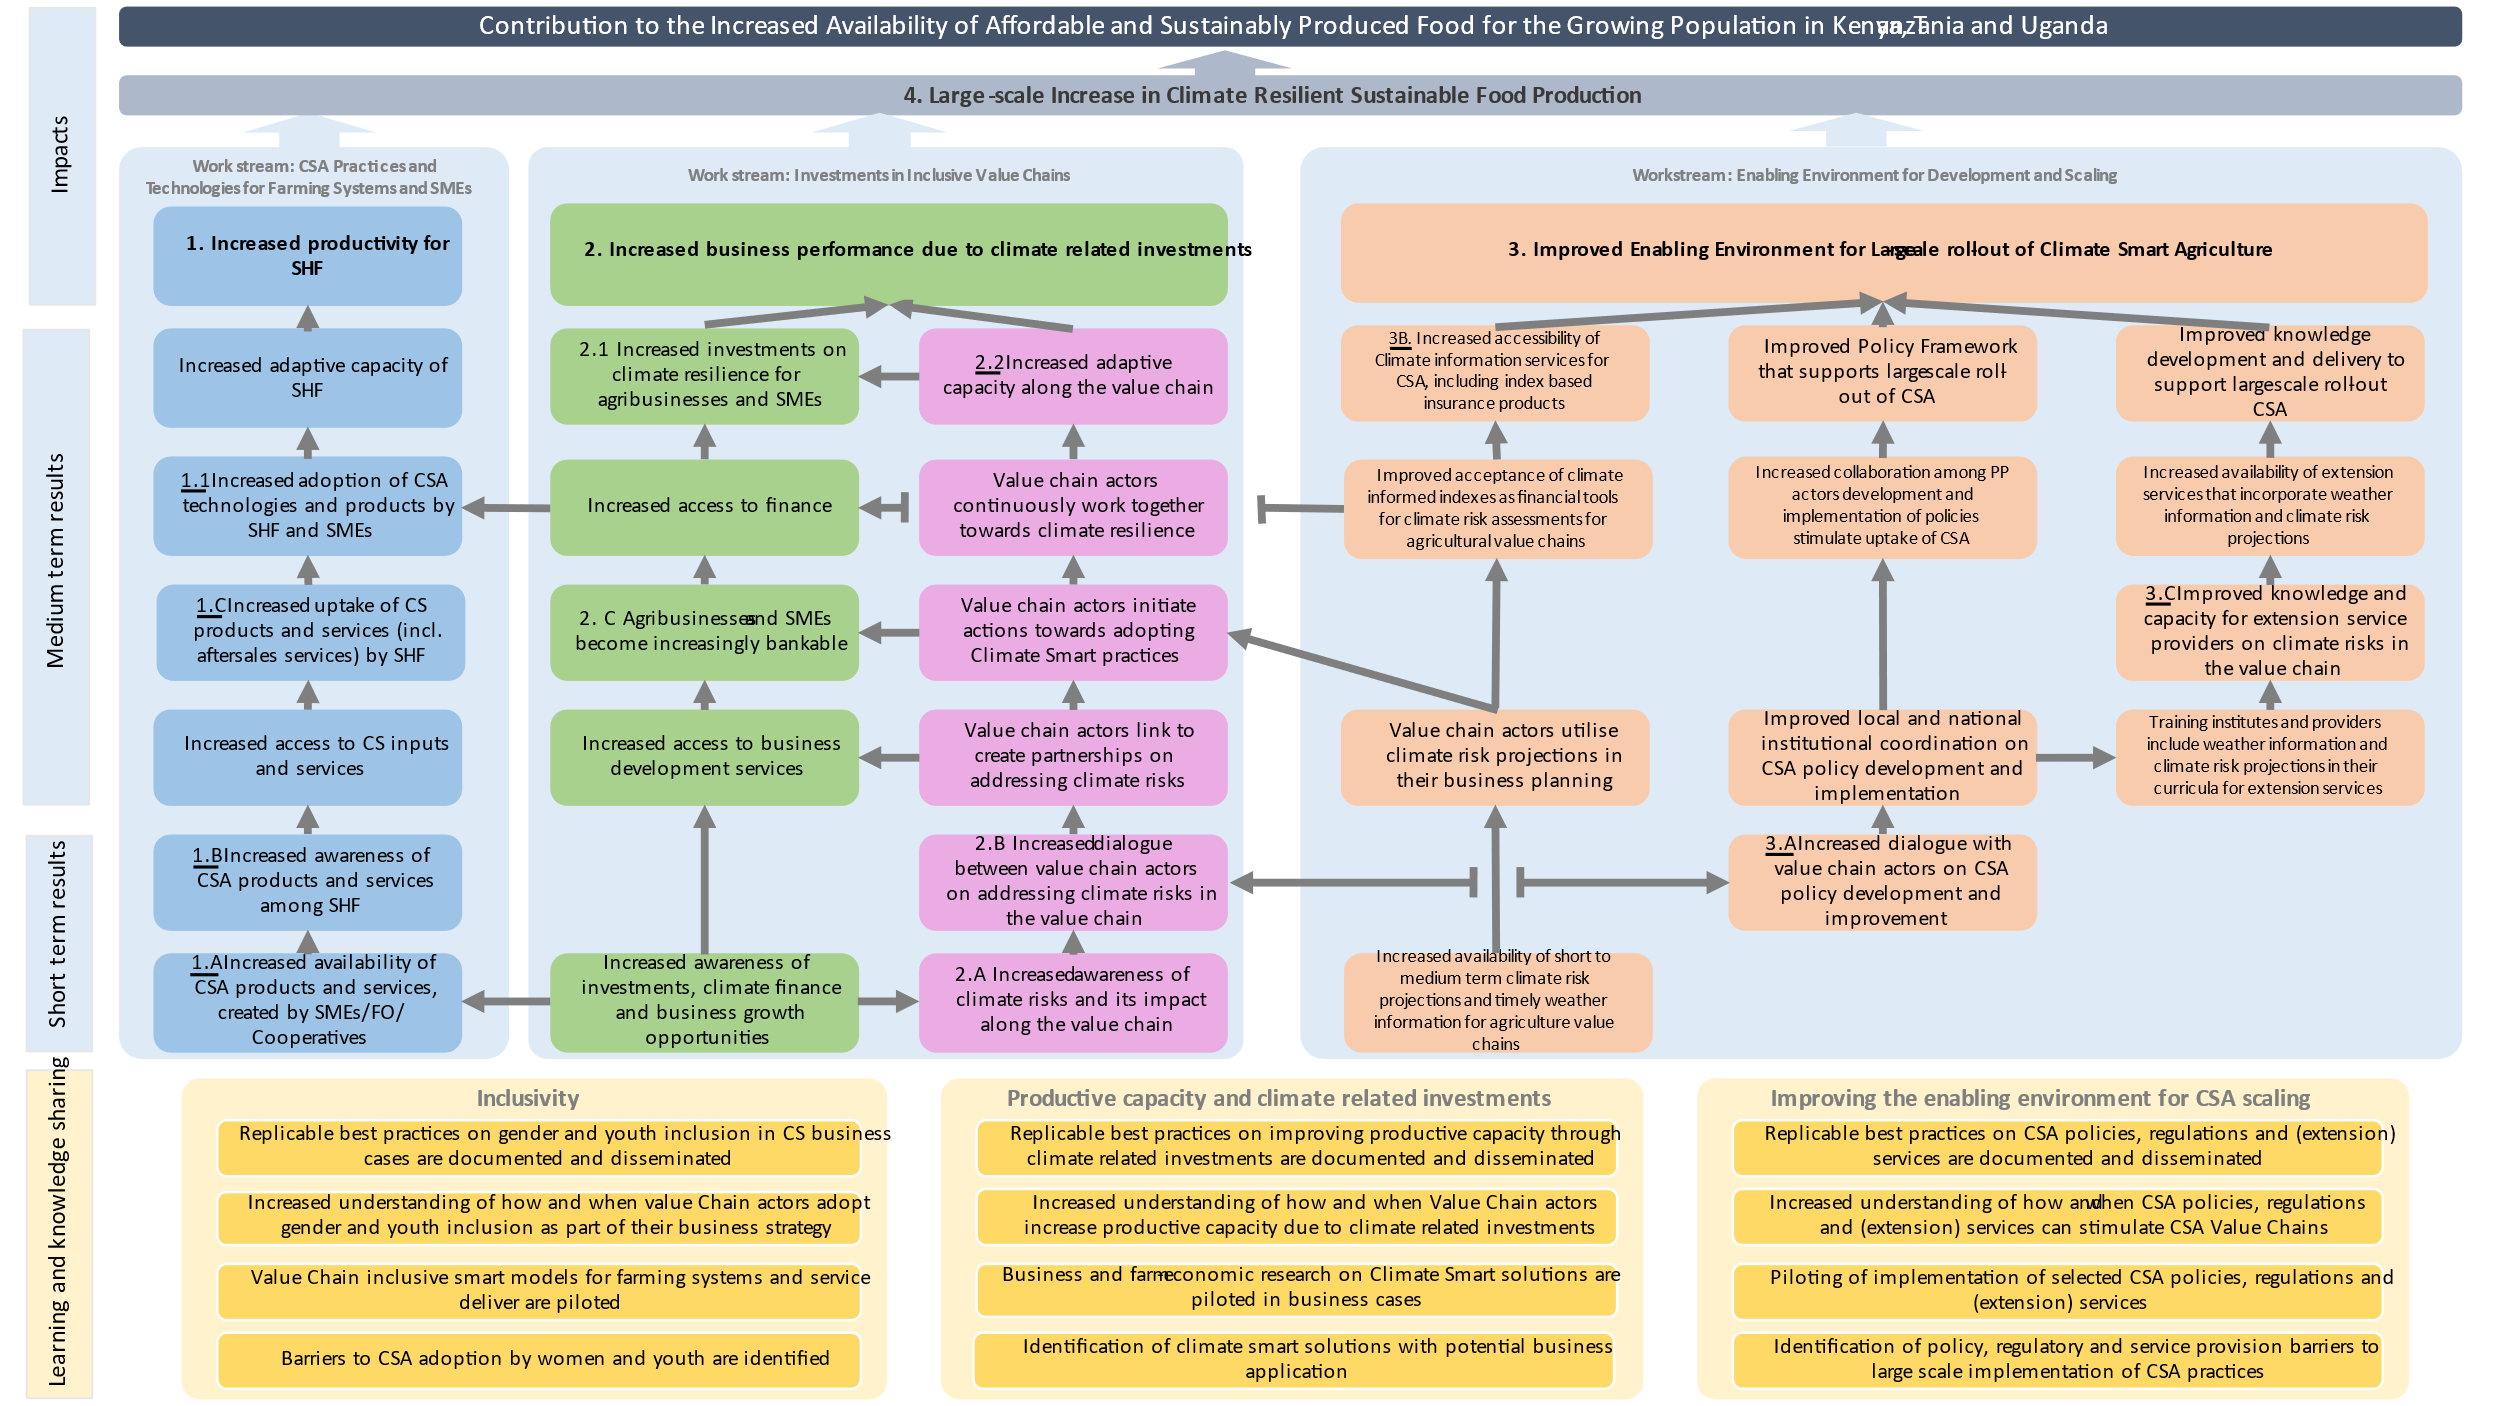 Contribution to the Increased Availability of Affordable and Sustainably Produced Food for the Growing Population in Kenya, Tanzania and Uganda
4. Large-scale Increase in Climate Resilient Sustainable Food Production
Impacts
Work stream: CSA Practices and
Technologies for Farming Systems and SMEs
1. Increased productivity for
SHF
Increased adaptive capacity of
SHF
1.1Increased adoption of CSA
technologies and products by
SHF and SMEs
1.CIncreased uptake of CS
products and services (incl.
aftersales services) by SHF
Increased access to CS inputs
and services
1.BIncreased awareness of
CSA products and services
among SHF
1.AIncreased availability of
CSA products and services,
created by SMEs/FO/
Cooperatives
Work stream: Investments in Inclusive Value Chains
2. Increased business performance due to climate related investments
2.1 Increased investments on
climate resilience for
agribusinesses and SMEs
Increased access to finance
2. C Agribusinesses and SMEs
become increasingly bankable
Increased access to business
development services
Increased awareness of
investments, climate finance
and business growth
opportunities
2.2Increased adaptive
capacity along the value chain
Value chain actors
continuously work together
towards climate resilience
Value chain actors initiate
actions towards adopting
Climate Smart practices
Value chain actors link to
create partnerships on
addressing climate risks
2.B Increased dialogue
between value chain actors
on addressing climate risks in
the value chain
2.A Increased awareness of
climate risks and its impact
along the value chain
Workstream: Enabling Environment for Development and Scaling
3. Improved Enabling Environment for Large-scale roll-out of Climate Smart Agriculture
3B. Increased accessibility of
Climate information services for
CSA, including index based
insurance products
Improved acceptance of climate
informed indexes as financial tools
for climate risk assessments for
agricultural value chains
Value chain actors utilise
climate risk projections in
their business planning
Increased availability of short to
medium term climate risk
projections and timely weather
information for agriculture value
chains
Improved Policy Framework
that supports largescale roll-
out of CSA
Increased collaboration among PP
actors development and
implementation of policies
stimulate uptake of CSA
Improved local and national
institutional coordination on
CSA policy development and
implementation
3.AIncreased dialogue with
value chain actors on CSA
policy development and
improvement
Improved knowledge
development and delivery to
support largescale roll-out
CSA
Increased availability of extension
services that incorporate weather
information and climate risk
projections
3.CImproved knowledge and
capacity for extension service
providers on climate risks in
the value chain
Training institutes and providers
include weather information and
climate risk projections in their
curricula for extension services
Medium term results
Short term results
Learning and knowledge sharing
Inclusivity
Replicable best practices on gender and youth inclusion in CS business
cases are documented and disseminated
Increased understanding of how and when value Chain actors adopt
gender and youth inclusion as part of their business strategy
Value Chain inclusive smart models for farming systems and service
deliver are piloted
Barriers to CSA adoption by women and youth are identified
Productive capacity and climate related investments
Replicable best practices on improving productive capacity through
climate related investments are documented and disseminated
Increased understanding of how and when Value Chain actors
increase productive capacity due to climate related investments
Business and farm-economic research on Climate Smart solutions are
piloted in business cases
Identification of climate smart solutions with potential business
application
Improving the enabling environment for CSA scaling
Replicable best practices on CSA policies, regulations and (extension)
services are documented and disseminated
Increased understanding of how and when CSA policies, regulations
and (extension) services can stimulate CSA Value Chains
Piloting of implementation of selected CSA policies, regulations and
(extension) services
Identification of policy, regulatory and service provision barriers to
large scale implementation of CSA practices